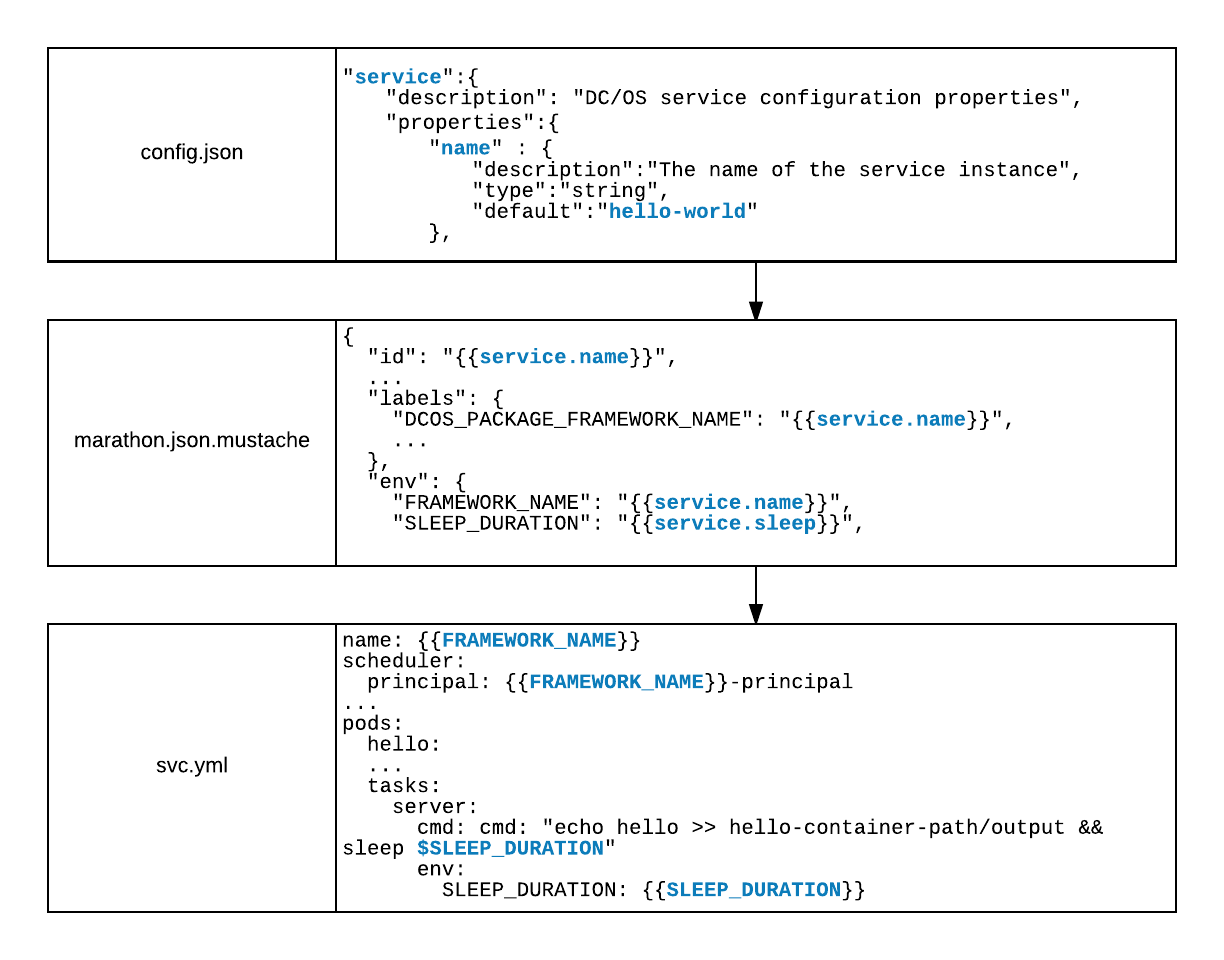 config.json
"service":{
"description": "DC/OS service configuration properties",
"properties":{
"name" : {
"description":"The name of the service instance",
"type":"string",
"default":"hello-world"
},
marathon.json.mustache
{
"id": "{{service.name}}",
...
"labels": {
"DCOS_PACKAGE_FRAMEWORK_NAME": "{{service.name}}",
...
},
"env": {
"FRAMEWORK_NAME": "{{service.name}}",
"SLEEP_DURATION": "{{service.sleep}}",
svc.yml
name: {{FRAMEWORK_NAME}}
scheduler:
principal: {{FRAMEWORK_NAME}}-principal
...
pods:
hello:
...
tasks:
server:
cmd: cmd: "echo hello >> hello-container-path/output &&
sleep $SLEEP_DURATION"
env:
SLEEP_DURATION: {{SLEEP_DURATION}}